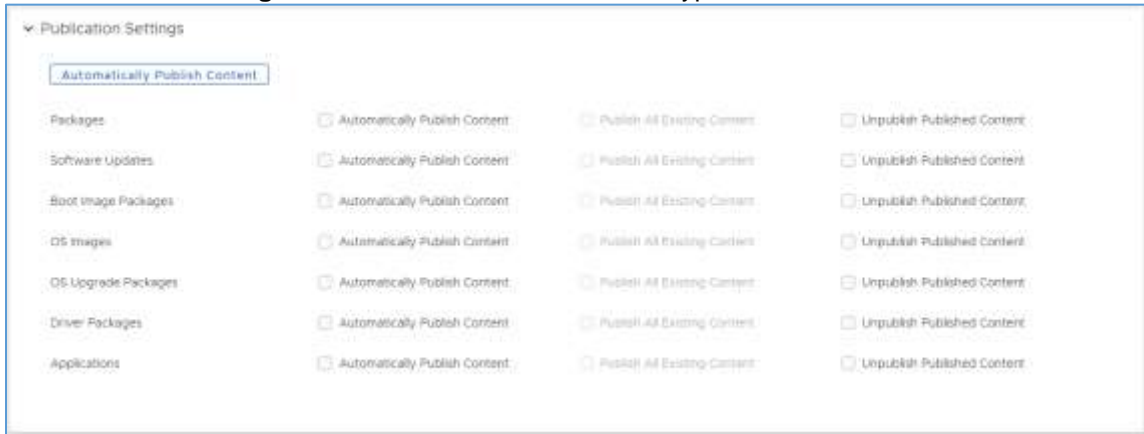 Publication Settings
Automatically Publish Content
Packages Automatically Publish Content Publish All Existing Content Unpublish Published Content
Software Updates Automatically Publish Content Publish All Existing Content Unpublish Published Content
Boot Image Packages Automatically Publish Content Publish All Existing Content Unpublish Published Content
OS Images Automatically Publish Content Publish All Existing Content Unpublish Published Content
OS Upgrade Packages Automatically Publish Content Publish All Existing Content Unpublish Published Content
Driver Packages Automatically Publish Content Publish All Existing Content Unpublish Published Content
Applications Automatically Publish Content Publish All Existing Content Unpublish Published Content